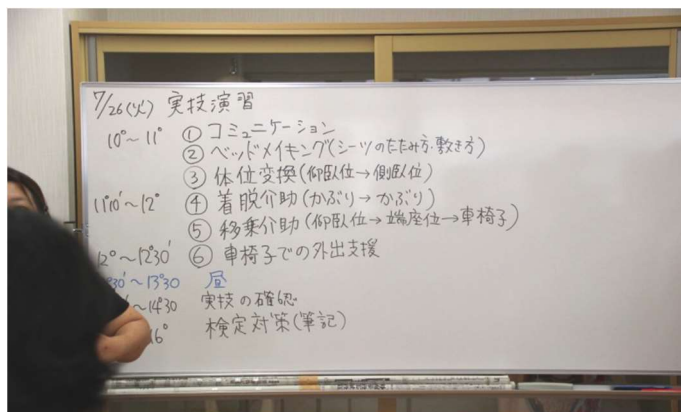 7/26(火) 実技演習
10°～11° ① コミュニケーション
② ベッドメイキング(シーツのたたみ方・敷き方)
③ 体位変換(仰臥位→側臥位)
11°10'～12° ④ 着脱介助(かぶり→かぶり)
⑤ 移乗介助(仰臥位→端座位→車椅子)
12°～12°30' ⑥ 車椅子での外出支援
30'～13°30 昼
～14°30 実技の確認
16° 検定対策(筆記)